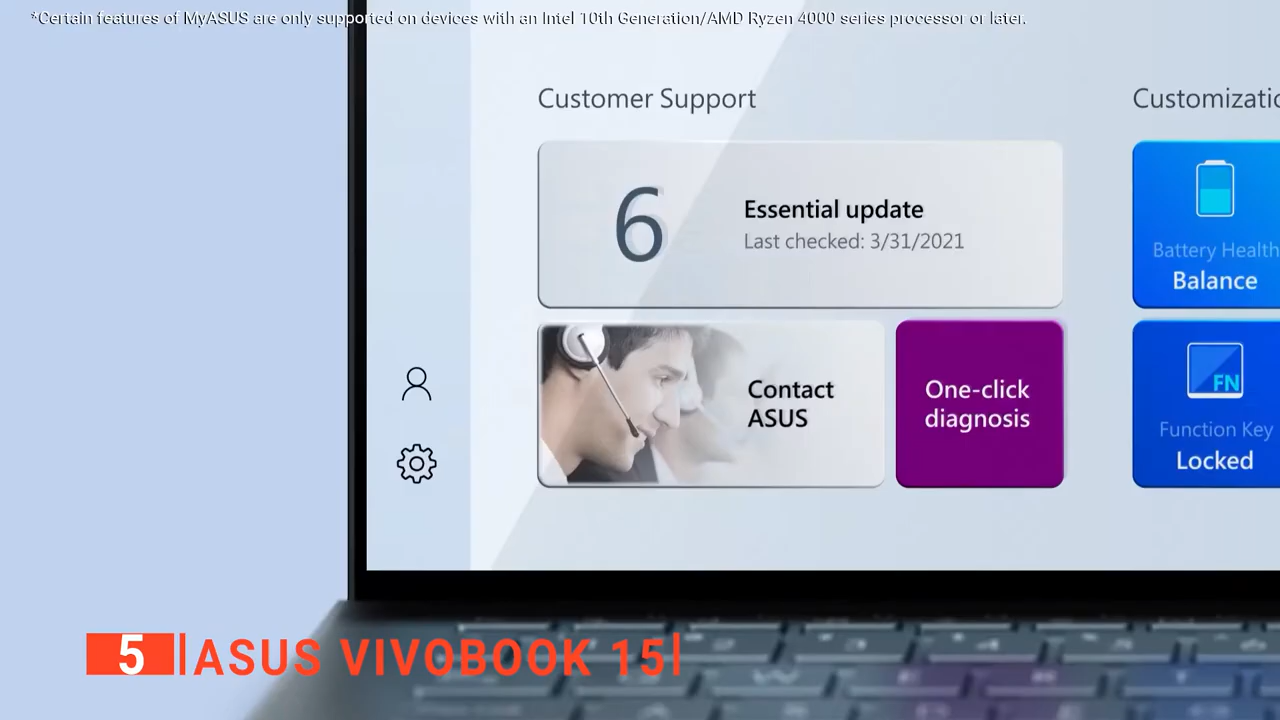 *Certain features of MyASUS are only supported on devices with an Intel 10th Generation/AMD Ryzen 4000 series processor or later.
Customer Support
6
Essential update
Last checked: 3/31/2021
Contact
ASUS
One-click
diagnosis
Battery Health
Balance
FN
Function Key
Locked
5
ASUS VIVOBOOK 15